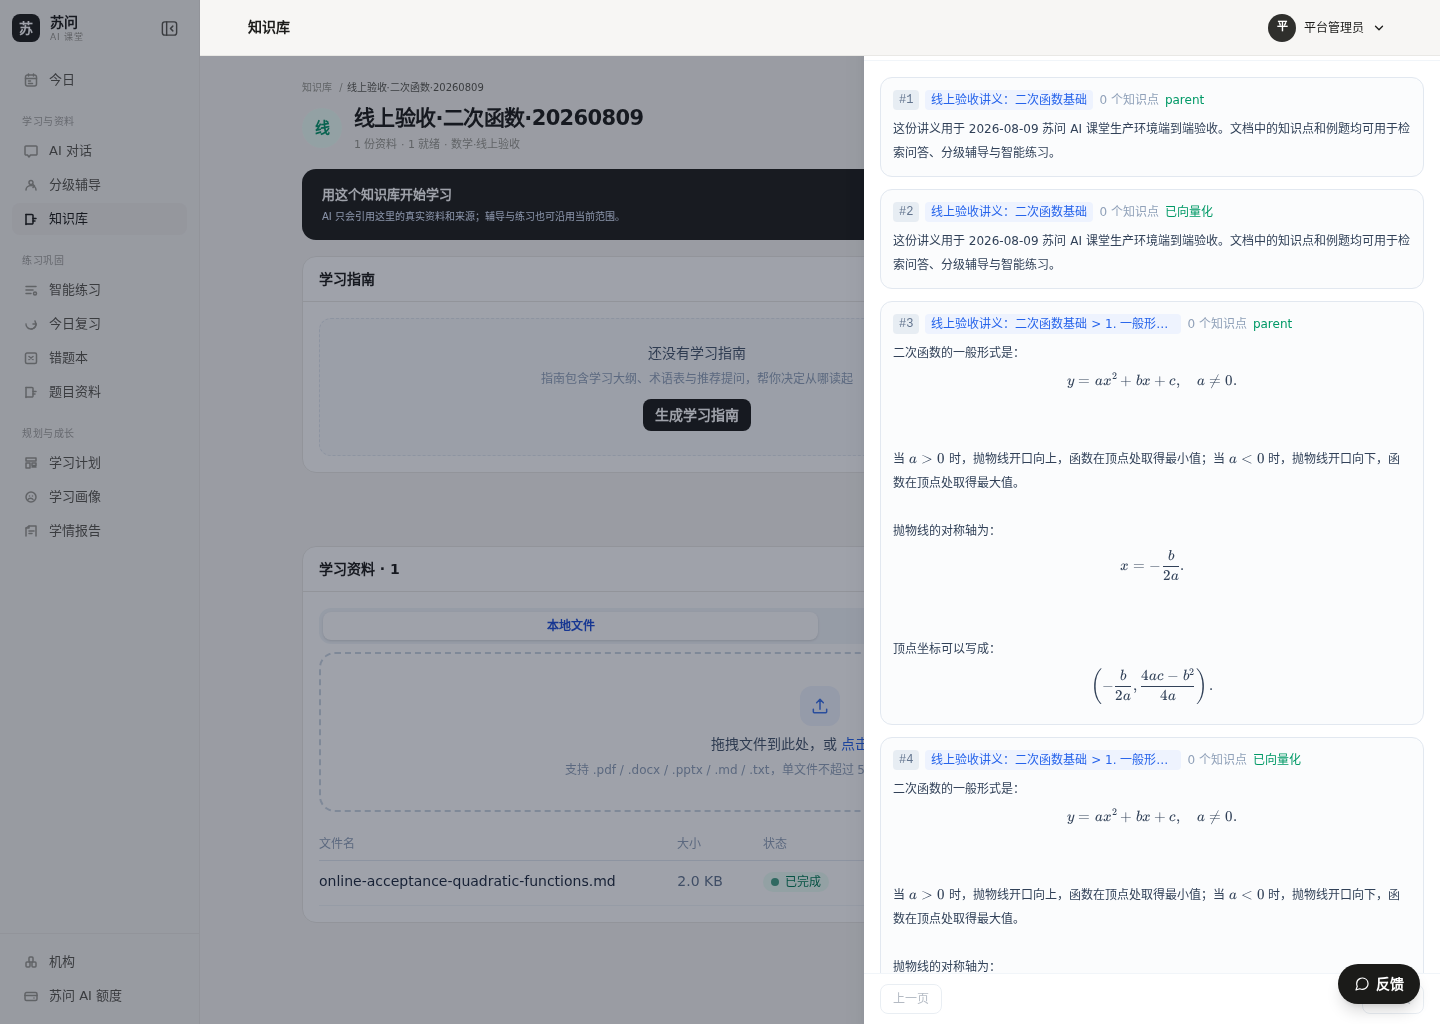 苏
苏问
AI 课堂
今日
学习与资料
AI 对话
分级辅导
知识库
练习巩固
智能练习
今日复习
错题本
题目资料
规划与成长
学习计划
学习画像
学情报告
机构
苏问 AI 额度
知识库
平
平台管理员
知识库 / 线上验收·二次函数·20260809
线
线上验收·二次函数·20260809
1 份资料 · 1 就绪 · 数学·线上验收
用这个知识库开始学习
AI 只会引用这里的真实资料和来源；辅导与练习也可沿用当前范围。
学习指南
还没有学习指南
指南包含学习大纲、术语表与推荐提问，帮你决定从哪读起
生成学习指南
学习资料 · 1
本地文件
拖拽文件到此处，或 点击
支持 .pdf / .docx / .pptx / .md / .txt，单文件不超过 5
文件名 大小 状态
online-acceptance-quadratic-functions.md 2.0 KB 已完成
#1 线上验收讲义：二次函数基础 0 个知识点 parent
这份讲义用于 2026-08-09 苏问 AI 课堂生产环境端到端验收。文档中的知识点和例题均可用于检
索问答、分级辅导与智能练习。
#2 线上验收讲义：二次函数基础 0 个知识点 已向量化
这份讲义用于 2026-08-09 苏问 AI 课堂生产环境端到端验收。文档中的知识点和例题均可用于检
索问答、分级辅导与智能练习。
#3 线上验收讲义：二次函数基础 > 1. 一般形… 0 个知识点 parent
二次函数的一般形式是：
y = ax² + bx + c, a ≠ 0.
当 a > 0 时，抛物线开口向上，函数在顶点处取得最小值；当 a < 0 时，抛物线开口向下，函
数在顶点处取得最大值。
抛物线的对称轴为：
x = −b/2a.
顶点坐标可以写成：
(−b/2a, (4ac − b²)/4a).
#4 线上验收讲义：二次函数基础 > 1. 一般形… 0 个知识点 已向量化
二次函数的一般形式是：
y = ax² + bx + c, a ≠ 0.
当 a > 0 时，抛物线开口向上，函数在顶点处取得最小值；当 a < 0 时，抛物线开口向下，函
数在顶点处取得最大值。
抛物线的对称轴为：
上一页
反馈